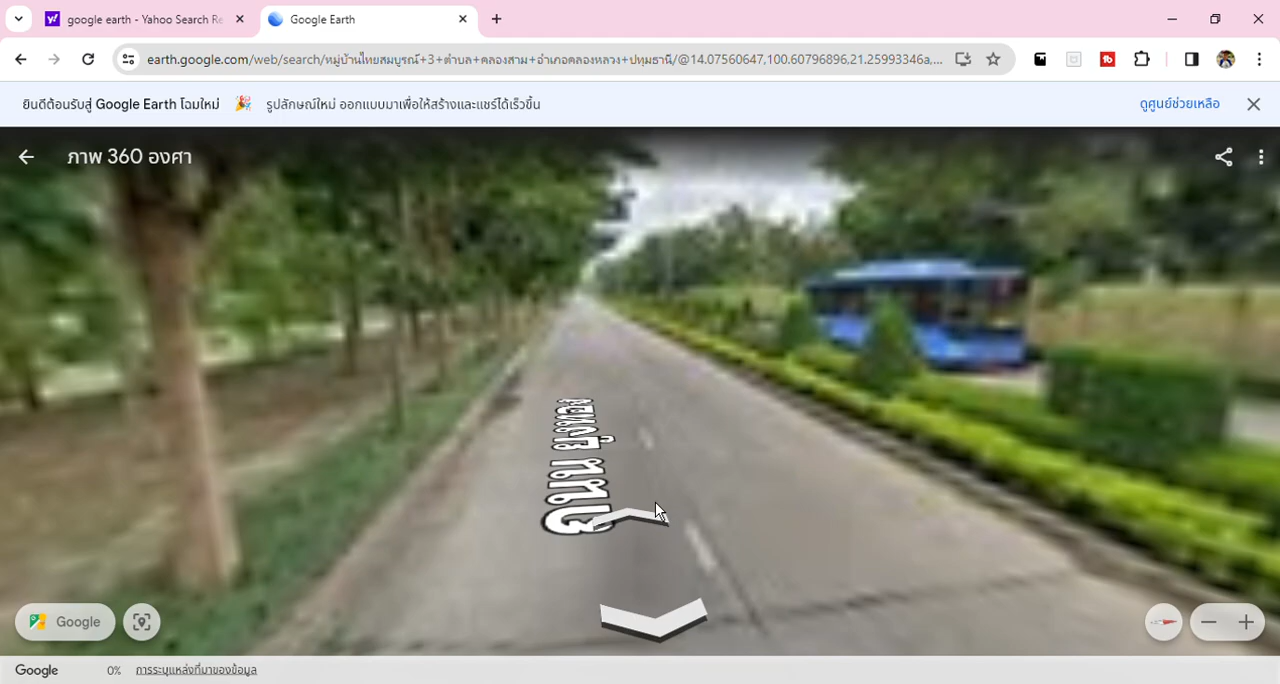 google earth - Yahoo Search Re
Google Earth
earth.google.com/web/search/หมู่บ้านไทยสมบูรณ์+3+ตำบล+คลองสาม+อำเภอคลองหลวง+ปทุมธานี/@14.07560647,100.60796896,21.25993346a,...
ยินดีต้อนรับสู่ Google Earth โฉมใหม่ 🎉 รูปลักษณ์ใหม่ ออกแบบมาเพื่อให้สร้างและแชร์ได้เร็วขึ้น
ดูศูนย์ช่วยเหลือ
ภาพ 360 องศา
ถนน
Google
Google
0%
การระบุแหล่งที่มาของข้อมูล